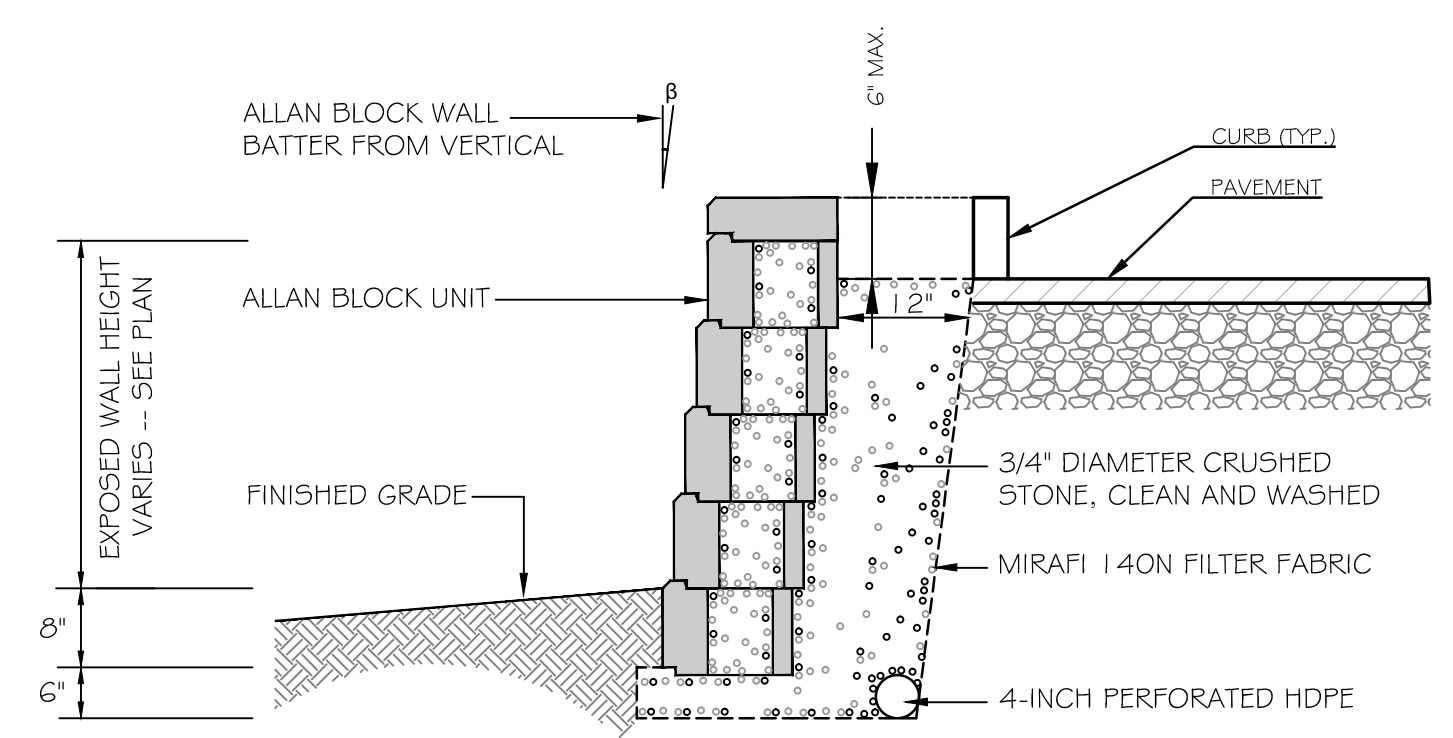 6" MAX.
β
ALLAN BLOCK WALL
BATTER FROM VERTICAL
CURB (TYP.)
PAVEMENT
EXPOSED WALL HEIGHT
VARIES -- SEE PLAN
ALLAN BLOCK UNIT
12"
FINISHED GRADE
3/4" DIAMETER CRUSHED
STONE, CLEAN AND WASHED
MIRAFI 140N FILTER FABRIC
8"
6"
4-INCH PERFORATED HDPE